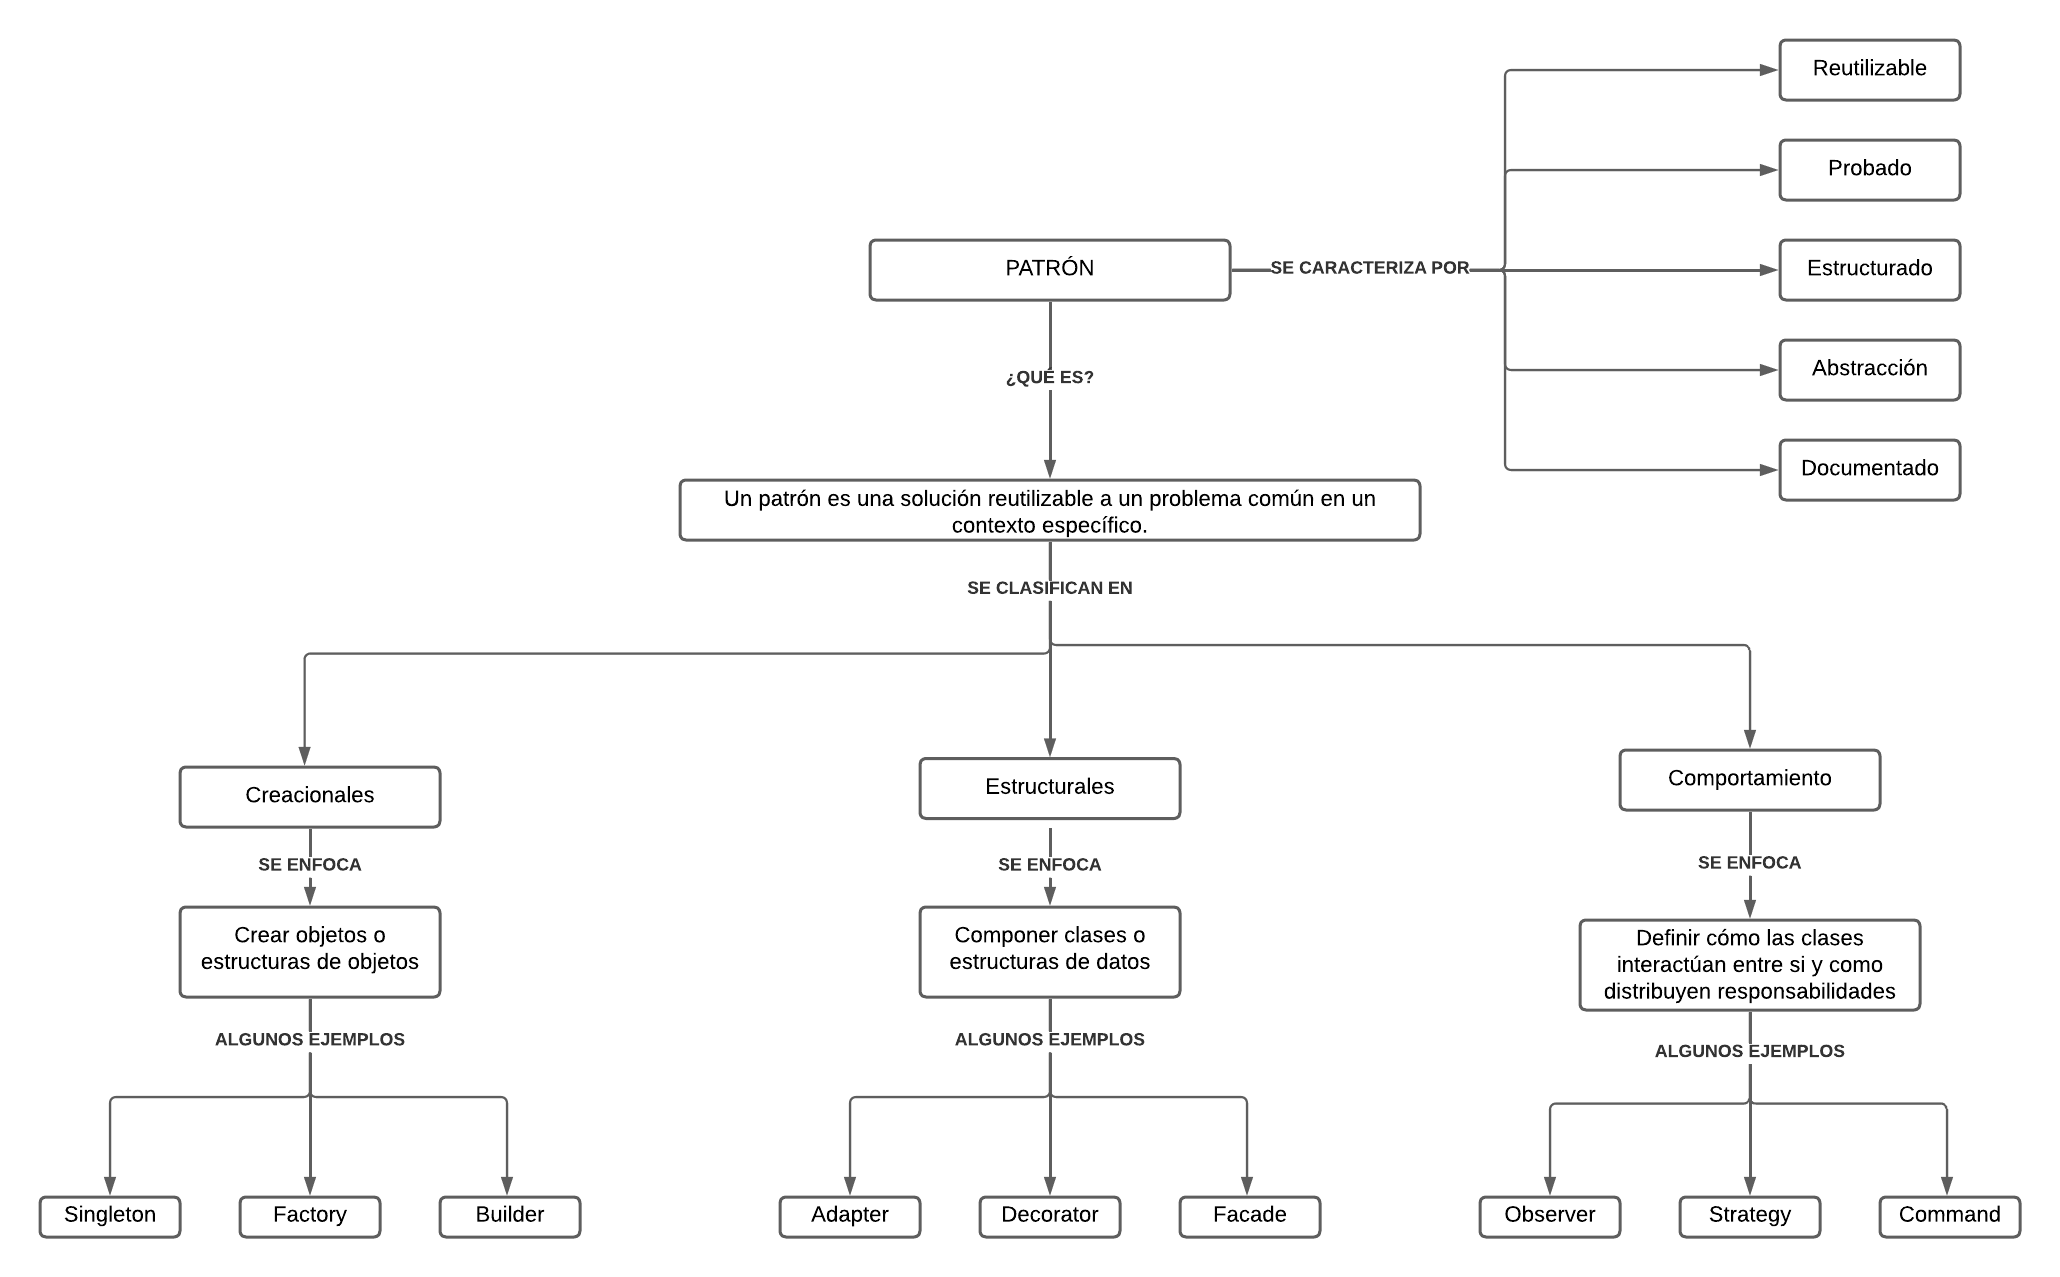 Reutilizable
Probado
PATRÓN
SE CARACTERIZA POR
Estructurado
Abstracción
¿QUÉ ES?
Documentado
Un patrón es una solución reutilizable a un problema común en un
contexto específico.
SE CLASIFICAN EN
Creacionales
Estructurales
Comportamiento
SE ENFOCA
SE ENFOCA
SE ENFOCA
Crear objetos o
estructuras de objetos
Componer clases o
estructuras de datos
Definir cómo las clases
interactúan entre si y como
distribuyen responsabilidades
ALGUNOS EJEMPLOS
ALGUNOS EJEMPLOS
ALGUNOS EJEMPLOS
Singleton
Factory
Builder
Adapter
Decorator
Facade
Observer
Strategy
Command